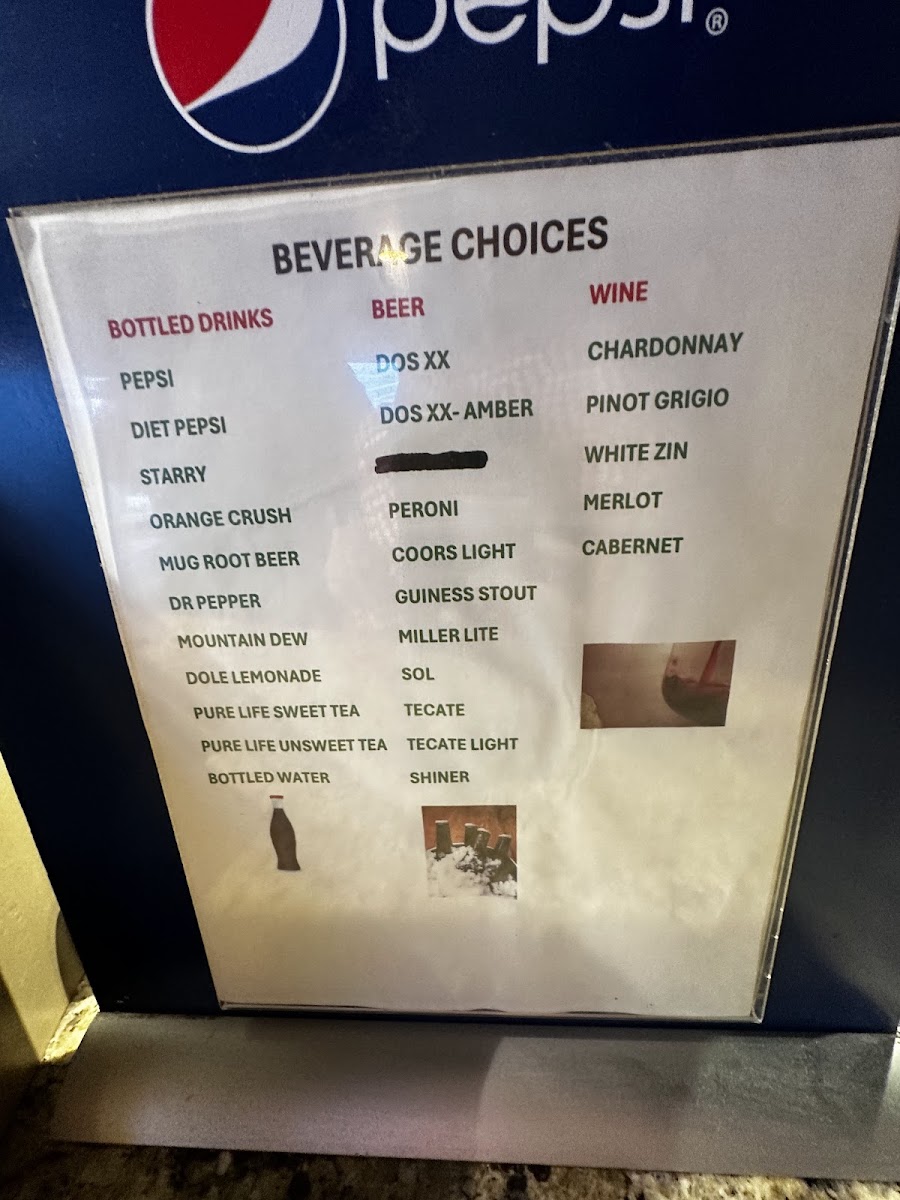 pepsi®
BEVERAGE CHOICES
BOTTLED DRINKS
PEPSI
DIET PEPSI
STARRY
ORANGE CRUSH
MUG ROOT BEER
DR PEPPER
MOUNTAIN DEW
DOLE LEMONADE
PURE LIFE SWEET TEA
PURE LIFE UNSWEET TEA
BOTTLED WATER
BEER
DOS XX
DOS XX- AMBER
PERONI
COORS LIGHT
GUINESS STOUT
MILLER LITE
SOL
TECATE
TECATE LIGHT
SHINER
WINE
CHARDONNAY
PINOT GRIGIO
WHITE ZIN
MERLOT
CABERNET